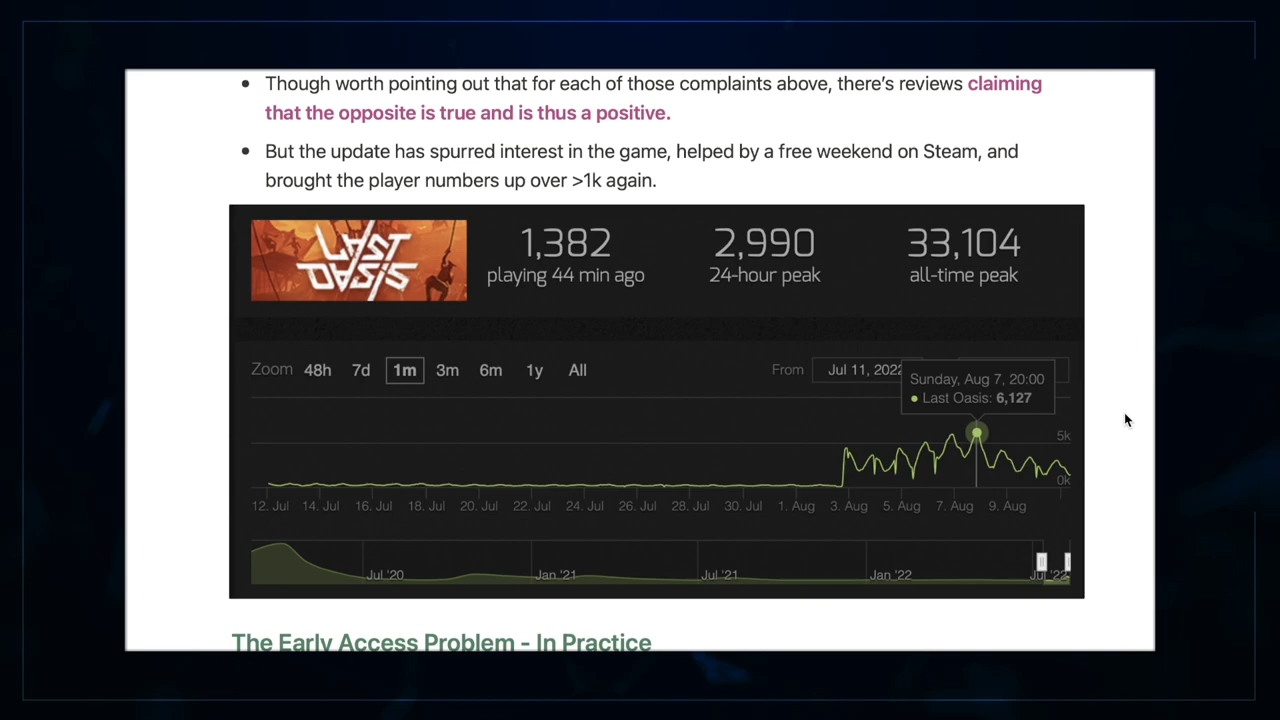 Though worth pointing out that for each of those complaints above, there's reviews claiming
that the opposite is true and is thus a positive.
But the update has spurred interest in the game, helped by a free weekend on Steam, and
brought the player numbers up over >1k again.
LAST
OASIS
1,382
playing 44 min ago
2,990
24-hour peak
33,104
all-time peak
Zoom 48h 7d 1m 3m 6m 1y All
From Jul 11, 2022
Sunday, Aug 7, 20:00
Last Oasis: 6,127
5k
0k
12. Jul 14. Jul 16. Jul 18. Jul 20. Jul 22. Jul 24. Jul 26. Jul 28. Jul 30. Jul 1. Aug 3. Aug 5. Aug 7. Aug 9. Aug
Jul '20 Jan '21 Jul '21 Jan '22 Jul '22
The Early Access Problem - In Practice